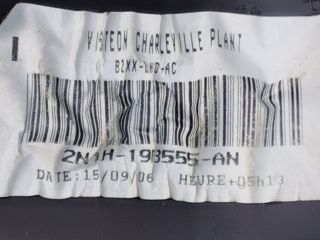 VISTEON CHARLEVILLE PLANT
2N1H-19B555-AN
DATE:15/09/06 HEURE+05h13